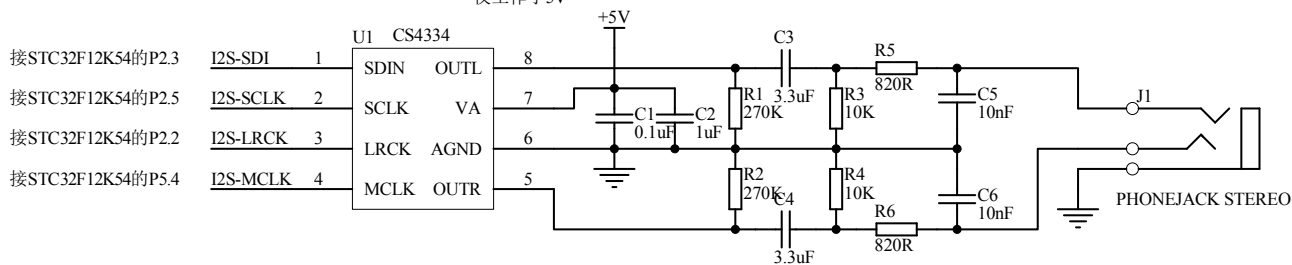 +5V
U1 CS4334
接STC32F12K54的P2.3 I2S-SDI 1 SDIN OUTL 8
接STC32F12K54的P2.5 I2S-SCLK 2 SCLK VA 7
接STC32F12K54的P2.2 I2S-LRCK 3 LRCK AGND 6
接STC32F12K54的P5.4 I2S-MCLK 4 MCLK OUTR 5
C1
0.1uF
C2
1uF
R1
270K
C3
3.3uF
R3
10K
R5
820R
C5
10nF
J1
R2
270K
C4
3.3uF
R4
10K
R6
820R
C6
10nF
PHONEJACK STEREO